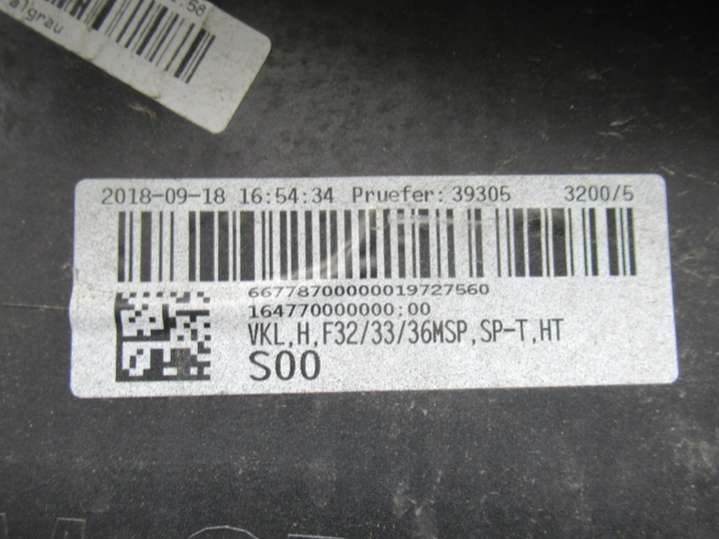 algrau
2018-09-18 16:54:34 Pruefer: 39305 3200/5
66778700000019727560
164770000000;00
VKL,H,F32/33/36MSP,SP-T,HT
S00